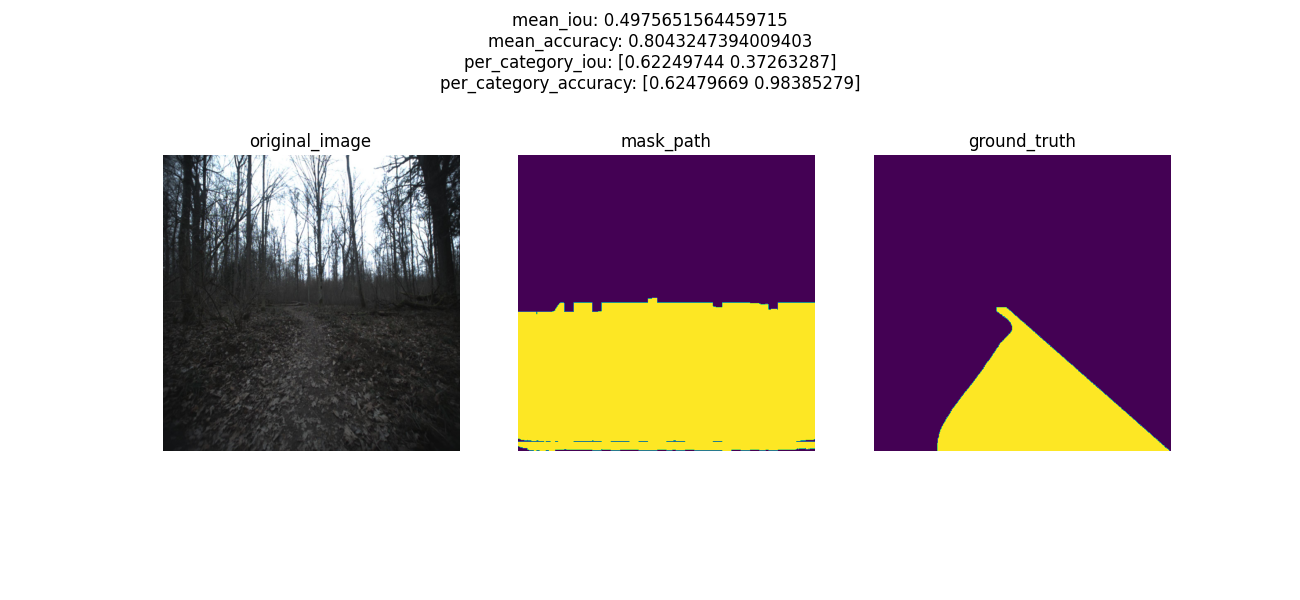 mean_iou: 0.4975651564459715
mean_accuracy: 0.8043247394009403
per_category_iou: [0.62249744 0.37263287]
per_category_accuracy: [0.62479669 0.98385279]
original_image
mask_path
ground_truth